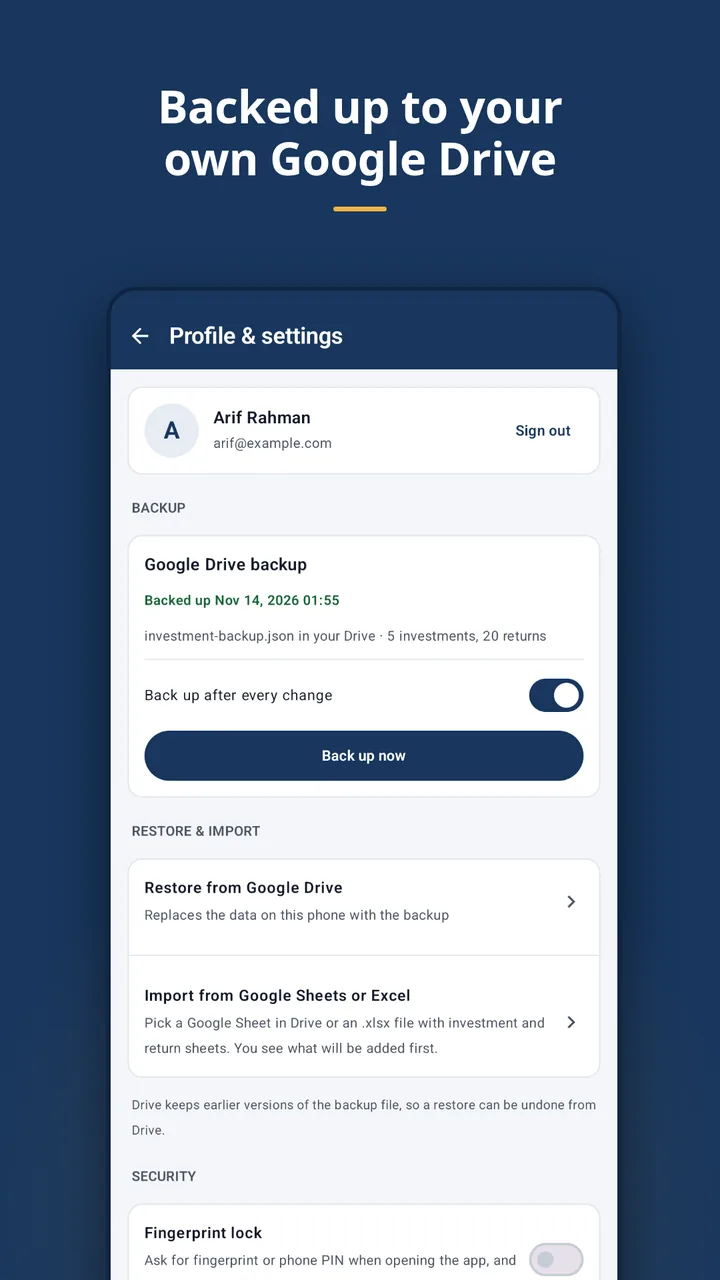 Backed up to your
own Google Drive
Profile & settings
A
Arif Rahman
arif@example.com
Sign out
BACKUP
Google Drive backup
Backed up Nov 14, 2026 01:55
investment-backup.json in your Drive · 5 investments, 20 returns
Back up after every change
Back up now
RESTORE & IMPORT
Restore from Google Drive
Replaces the data on this phone with the backup
Import from Google Sheets or Excel
Pick a Google Sheet in Drive or an .xlsx file with investment and
return sheets. You see what will be added first.
Drive keeps earlier versions of the backup file, so a restore can be undone from
Drive.
SECURITY
Fingerprint lock
Ask for fingerprint or phone PIN when opening the app, and